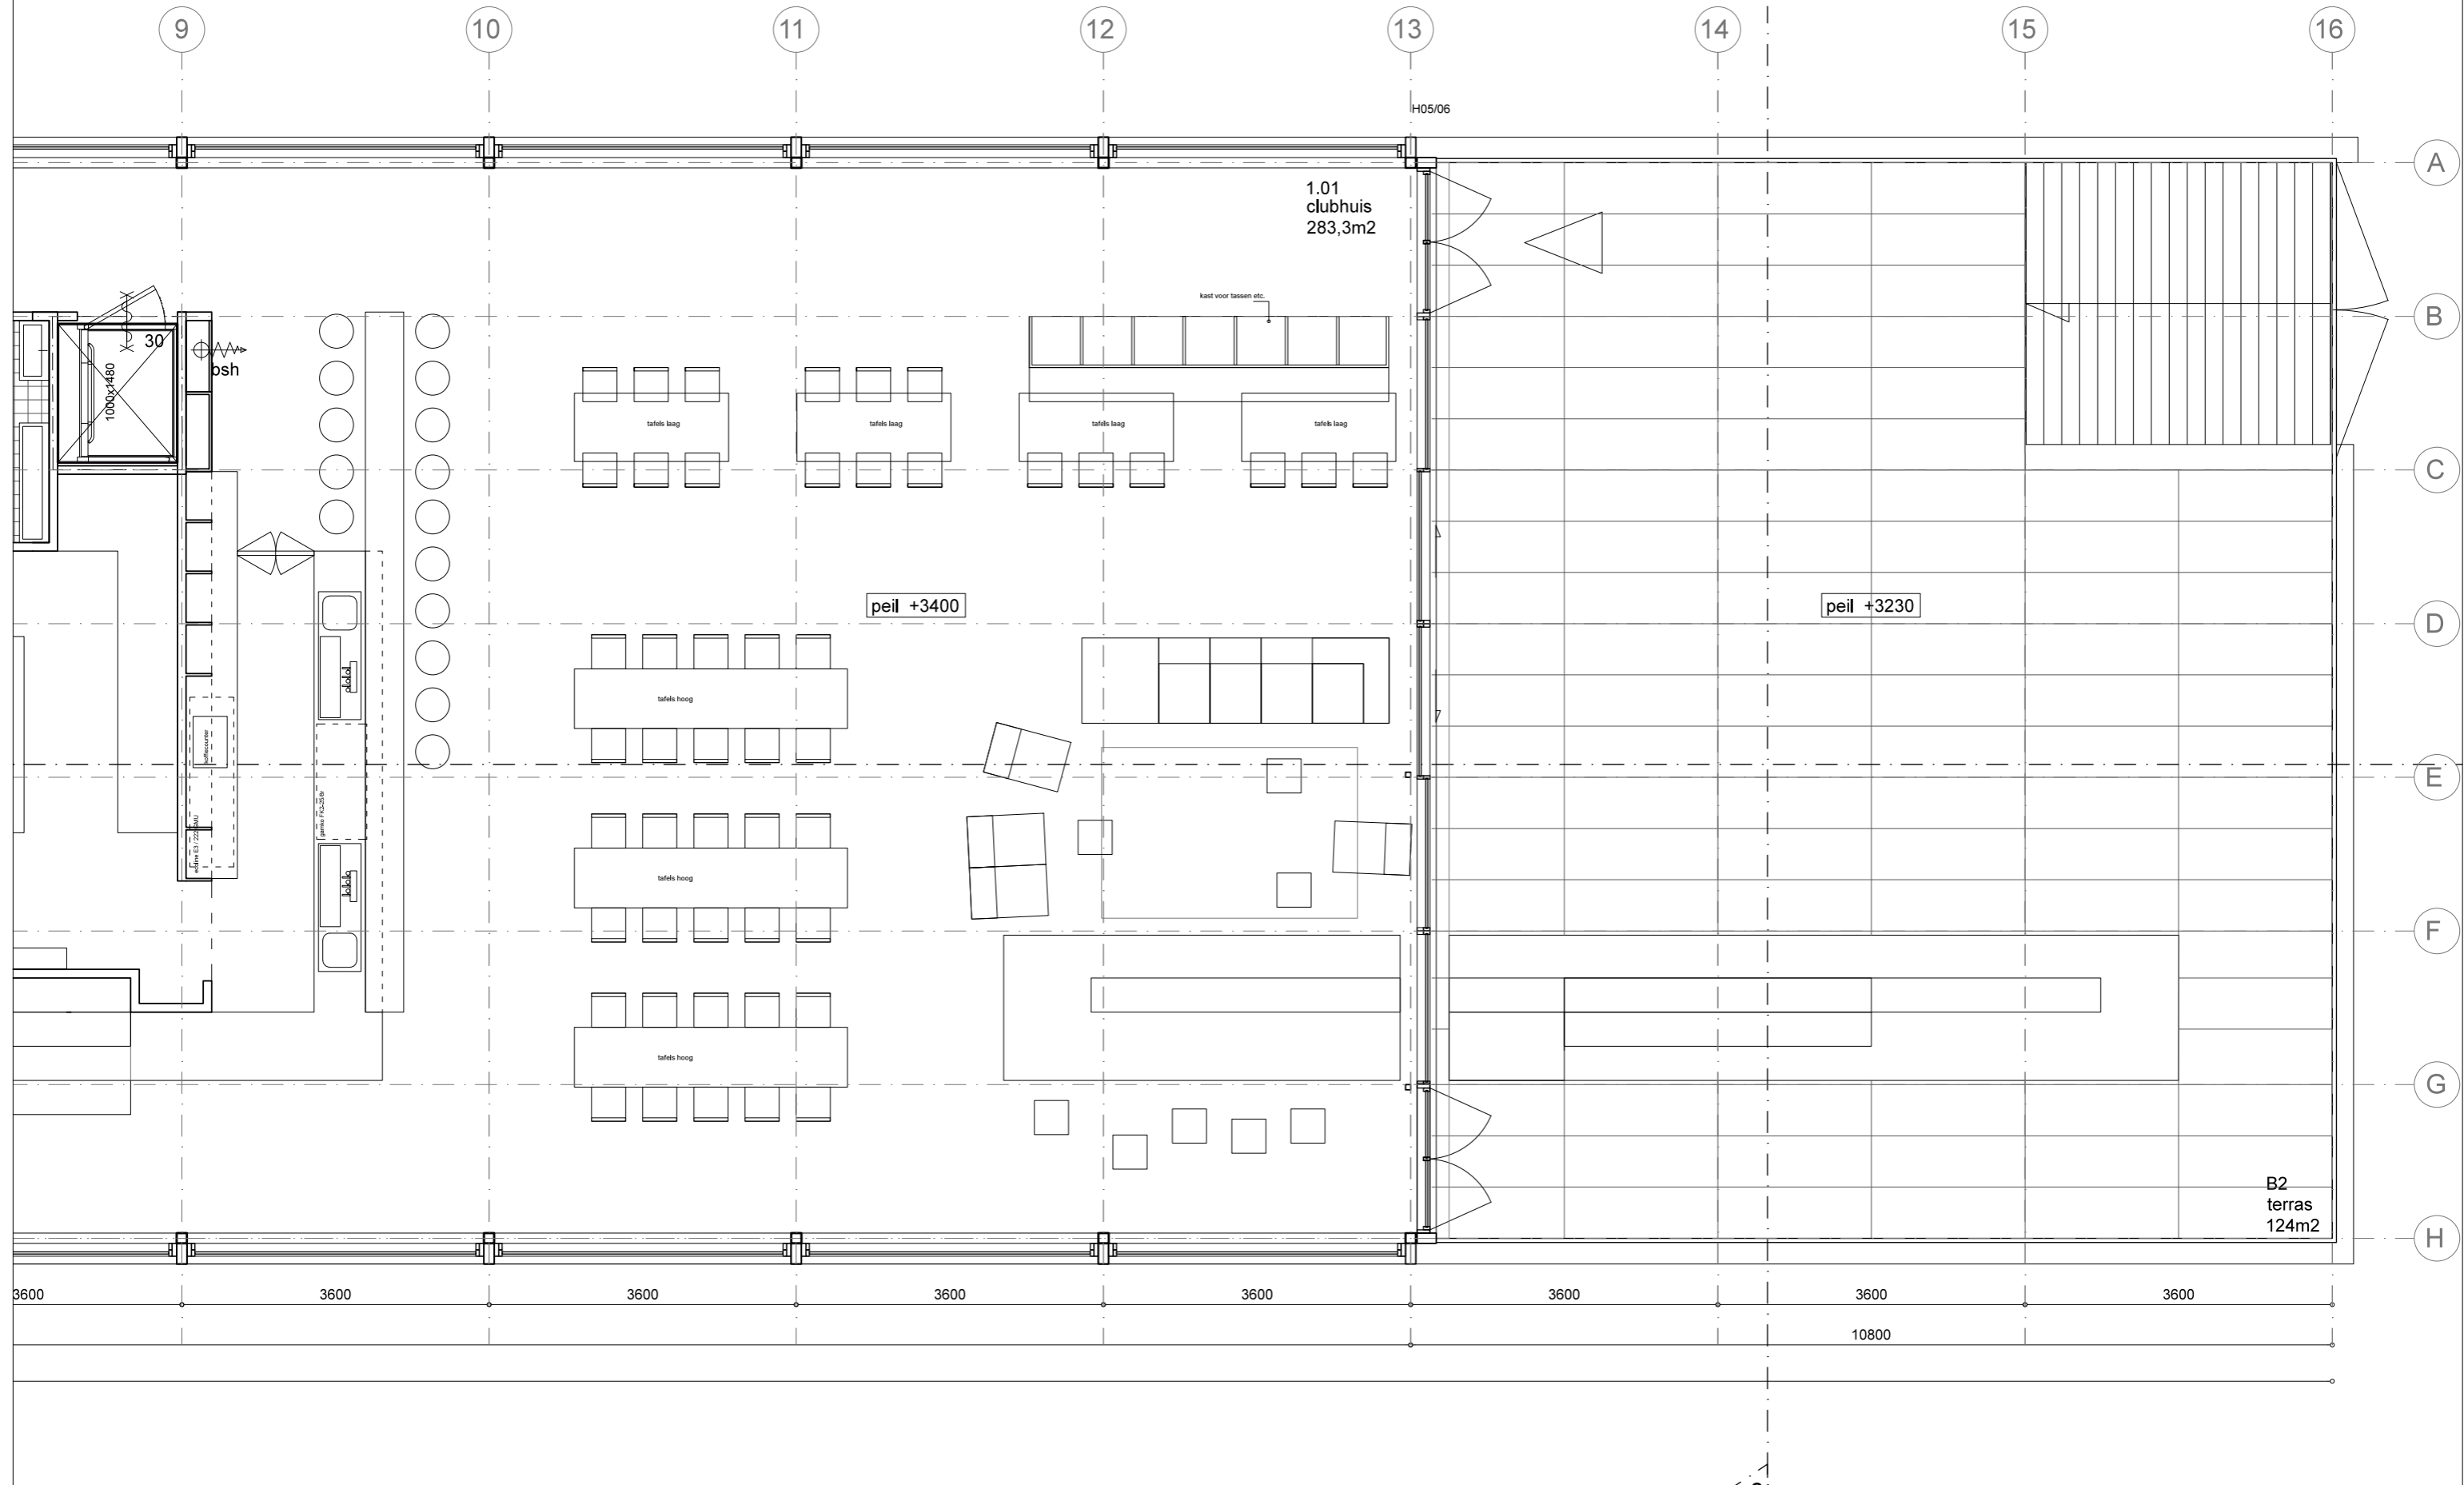 9 10 11 12 13 14 15 16
H05/06
A
1.01
clubhuis
283,3m2
kast voor tassen etc.
B
30
bsh
1000x1480
tafels laag tafels laag tafels laag tafels laag
C
peil +3400
peil +3230
D
tafels hoog
koffiecounter
E
tafels hoog
F
tafels hoog
G
B2
terras
124m2
H
3600 3600 3600 3600 3600 3600 3600 3600
10800